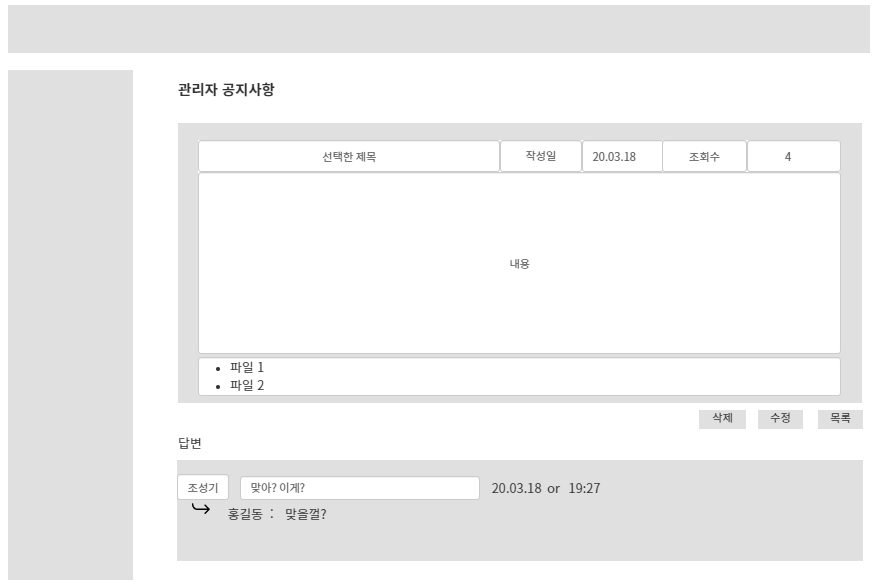 관리자 공지사항
선택한 제목 작성일 20.03.18 조회수 4
내용
• 파일 1
• 파일 2
삭제 수정 목록
답변
조성기 맞아? 이게? 20.03.18 or 19:27
홍길동 : 맞을껄?